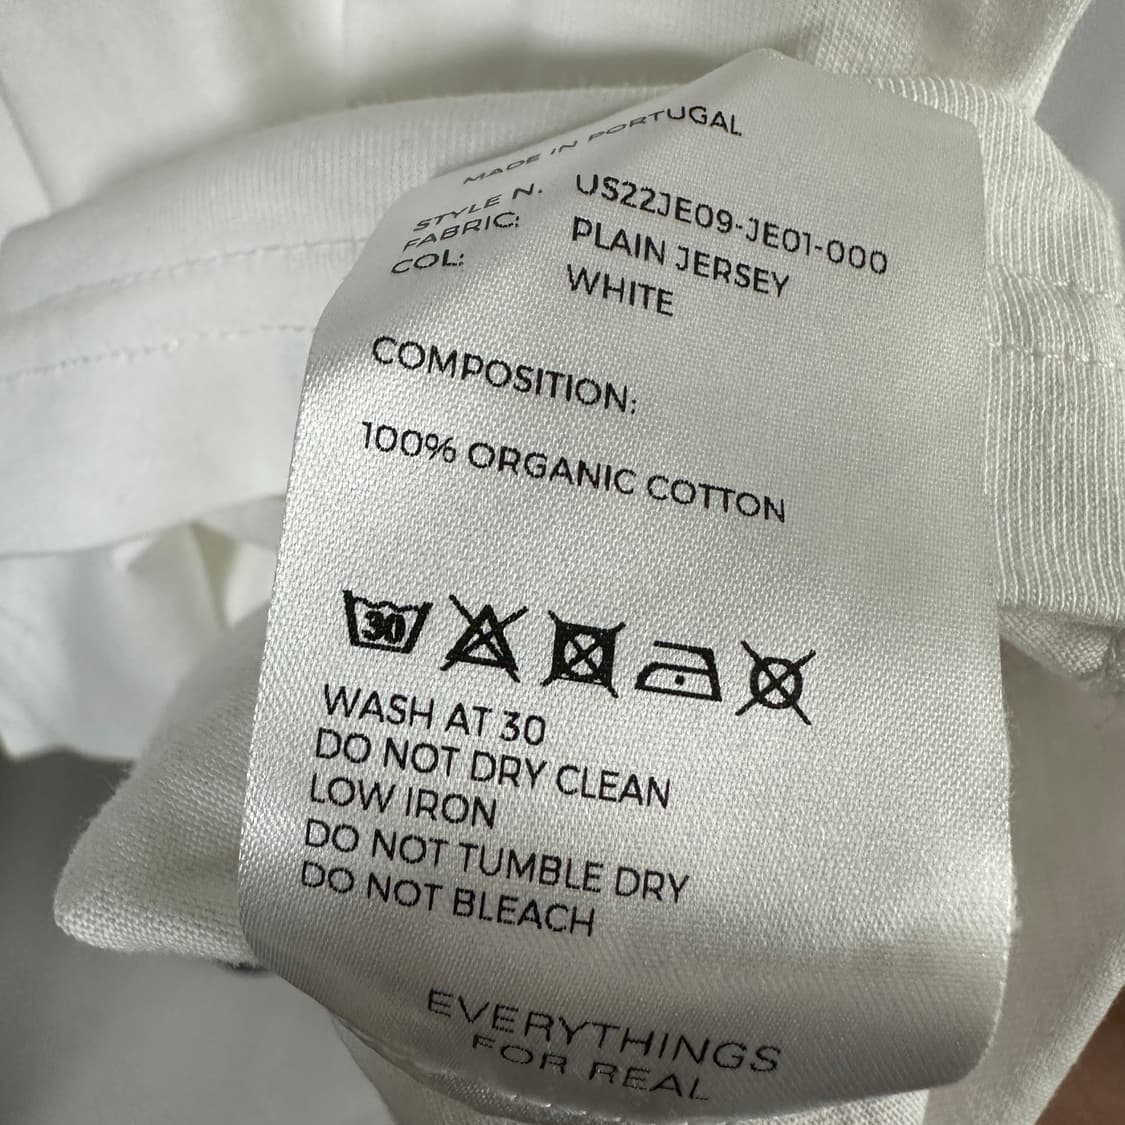 MADE IN PORTUGAL
STYLE N. US22JE09-JE01-000
FABRIC: PLAIN JERSEY
COL: WHITE
COMPOSITION:
100% ORGANIC COTTON
30
WASH AT 30
DO NOT DRY CLEAN
LOW IRON
DO NOT TUMBLE DRY
DO NOT BLEACH
EVERYTHINGS
FOR REAL